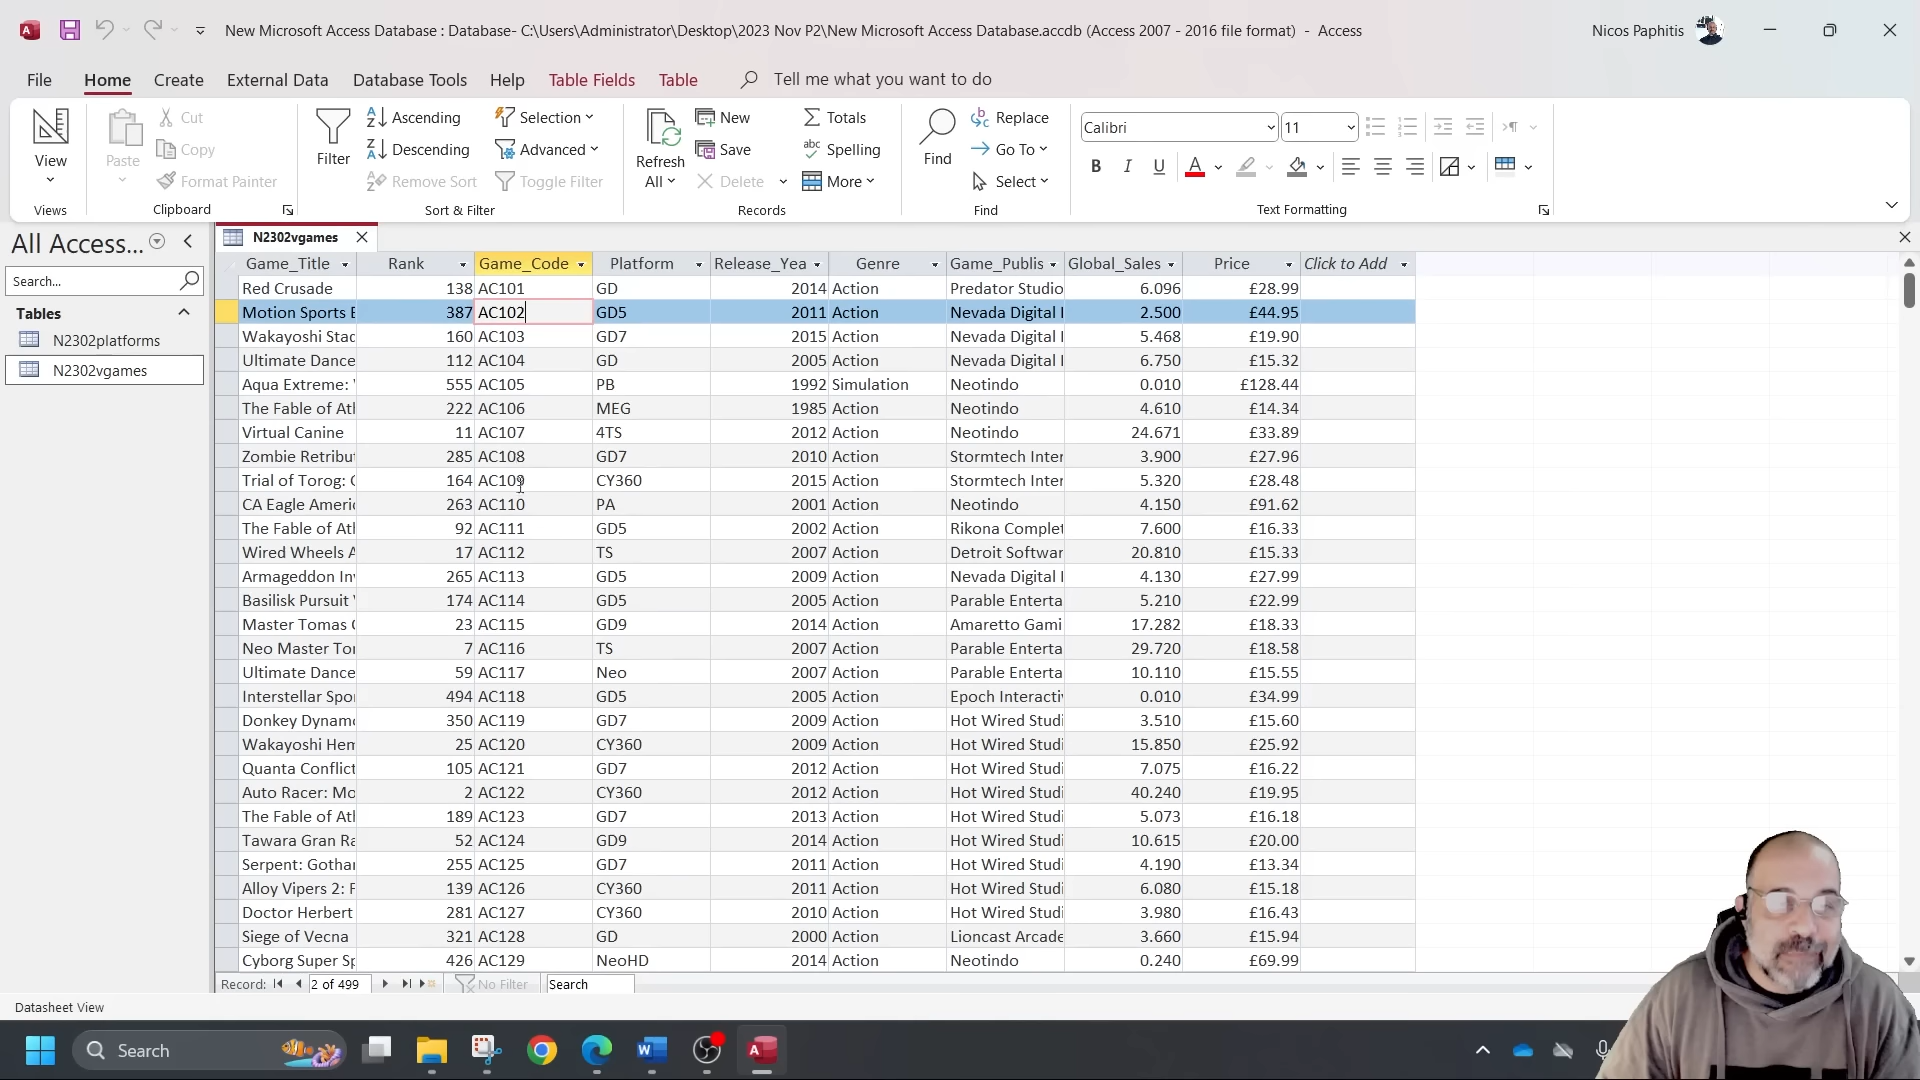 New Microsoft Access Database : Database- C:\Users\Administrator\Desktop\2023 Nov P2\New Microsoft Access Database.accdb (Access 2007 - 2016 file format) - Access
Nicos Paphitis
File Home Create External Data Database Tools Help Table Fields Table Tell me what you want to do
View
Views
Paste
Cut
Copy
Format Painter
Clipboard
Filter
Ascending
Descending
Remove Sort
Selection
Advanced
Toggle Filter
Sort & Filter
Refresh
All
New
Save
Delete
Totals
Spelling
More
Records
Find
Replace
Go To
Select
Find
Calibri 11
B I U A
Text Formatting
All Access...
Search...
Tables
N2302platforms
N2302vgames
N2302vgames
Game_Title Rank Game_Code Platform Release_Yea Genre Game_Publis Global_Sales Price Click to Add
Red Crusade 138 AC101 GD 2014 Action Predator Studio 6.096 £28.99
Motion Sports E 387 AC102 GD5 2011 Action Nevada Digital I 2.500 £44.95
Wakayoshi Stad 160 AC103 GD7 2015 Action Nevada Digital I 5.468 £19.90
Ultimate Dance 112 AC104 GD 2005 Action Nevada Digital I 6.750 £15.32
Aqua Extreme: 555 AC105 PB 1992 Simulation Neotindo 0.010 £128.44
The Fable of Atl 222 AC106 MEG 1985 Action Neotindo 4.610 £14.34
Virtual Canine 11 AC107 4TS 2012 Action Neotindo 24.671 £33.89
Zombie Retribut 285 AC108 GD7 2010 Action Stormtech Inter 3.900 £27.96
Trial of Torog: C 164 AC109 CY360 2015 Action Stormtech Inter 5.320 £28.48
CA Eagle Americ 263 AC110 PA 2001 Action Neotindo 4.150 £91.62
The Fable of Atl 92 AC111 GD5 2002 Action Rikona Complet 7.600 £16.33
Wired Wheels A 17 AC112 TS 2007 Action Detroit Softwar 20.810 £15.33
Armageddon Inv 265 AC113 GD5 2009 Action Nevada Digital I 4.130 £27.99
Basilisk Pursuit V 174 AC114 GD5 2005 Action Parable Enterta 5.210 £22.99
Master Tomas C 23 AC115 GD9 2014 Action Amaretto Gami 17.282 £18.33
Neo Master Tor 7 AC116 TS 2007 Action Parable Enterta 29.720 £18.58
Ultimate Dance 59 AC117 Neo 2007 Action Parable Enterta 10.110 £15.55
Interstellar Spor 494 AC118 GD5 2005 Action Epoch Interactiv 0.010 £34.99
Donkey Dynamo 350 AC119 GD7 2009 Action Hot Wired Studi 3.510 £15.60
Wakayoshi Hem 25 AC120 CY360 2009 Action Hot Wired Studi 15.850 £25.92
Quanta Conflict 105 AC121 GD7 2012 Action Hot Wired Studi 7.075 £16.22
Auto Racer: Mo 2 AC122 CY360 2012 Action Hot Wired Studi 40.240 £19.95
The Fable of Atl 189 AC123 GD7 2013 Action Hot Wired Studi 5.073 £16.18
Tawara Gran Ra 52 AC124 GD9 2014 Action Hot Wired Studi 10.615 £20.00
Serpent: Gothar 255 AC125 GD7 2011 Action Hot Wired Studi 4.190 £13.34
Alloy Vipers 2: F 139 AC126 CY360 2011 Action Hot Wired Studi 6.080 £15.18
Doctor Herbert 281 AC127 CY360 2010 Action Hot Wired Studi 3.980 £16.43
Siege of Vecna 321 AC128 GD 2000 Action Lioncast Arcade 3.660 £15.94
Cyborg Super Sp 426 AC129 NeoHD 2014 Action Neotindo 0.240 £69.99
Record: 2 of 499 No Filter Search
Datasheet View
Search